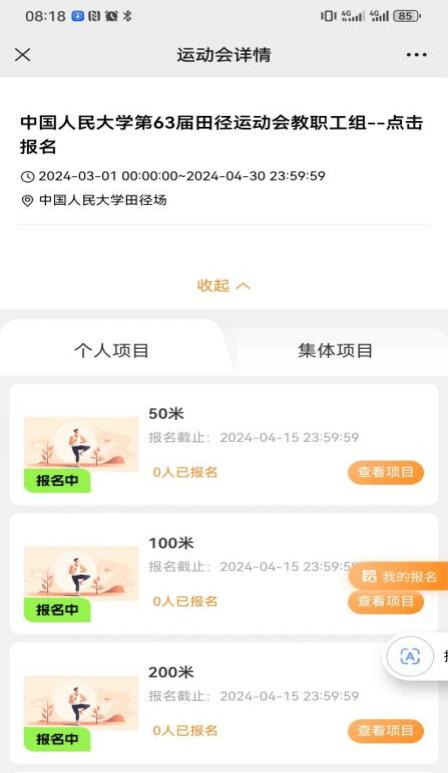 08:18
4G
4G
85
运动会详情
中国人民大学第63届田径运动会教职工组--点击
报名
2024-03-01 00:00:00~2024-04-30 23:59:59
中国人民大学田径场
收起
个人项目
集体项目
50米
报名截止: 2024-04-15 23:59:59
0人已报名
查看项目
报名中
100米
报名截止: 2024-04-15 23:59:59
我的报名
0人已报名
查看项目
报名中
A
200米
报名截止: 2024-04-15 23:59:59
0人已报名
查看项目
报名中